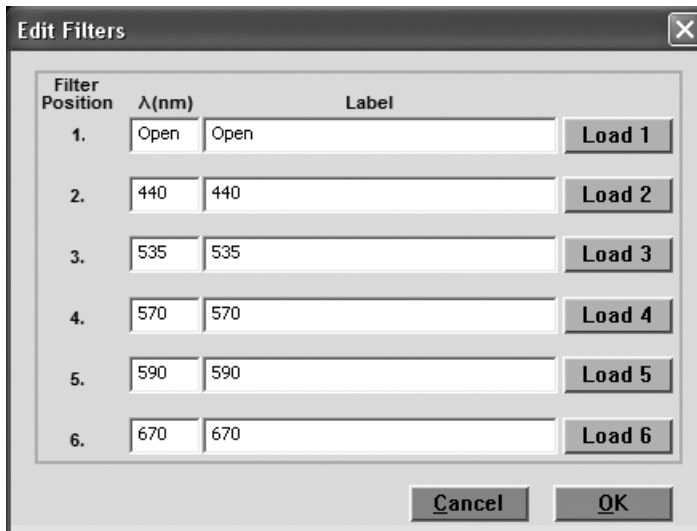 Edit Filters
Filter
Position λ(nm) Label
1. Open Open Load 1
2. 440 440 Load 2
3. 535 535 Load 3
4. 570 570 Load 4
5. 590 590 Load 5
6. 670 670 Load 6
Cancel OK